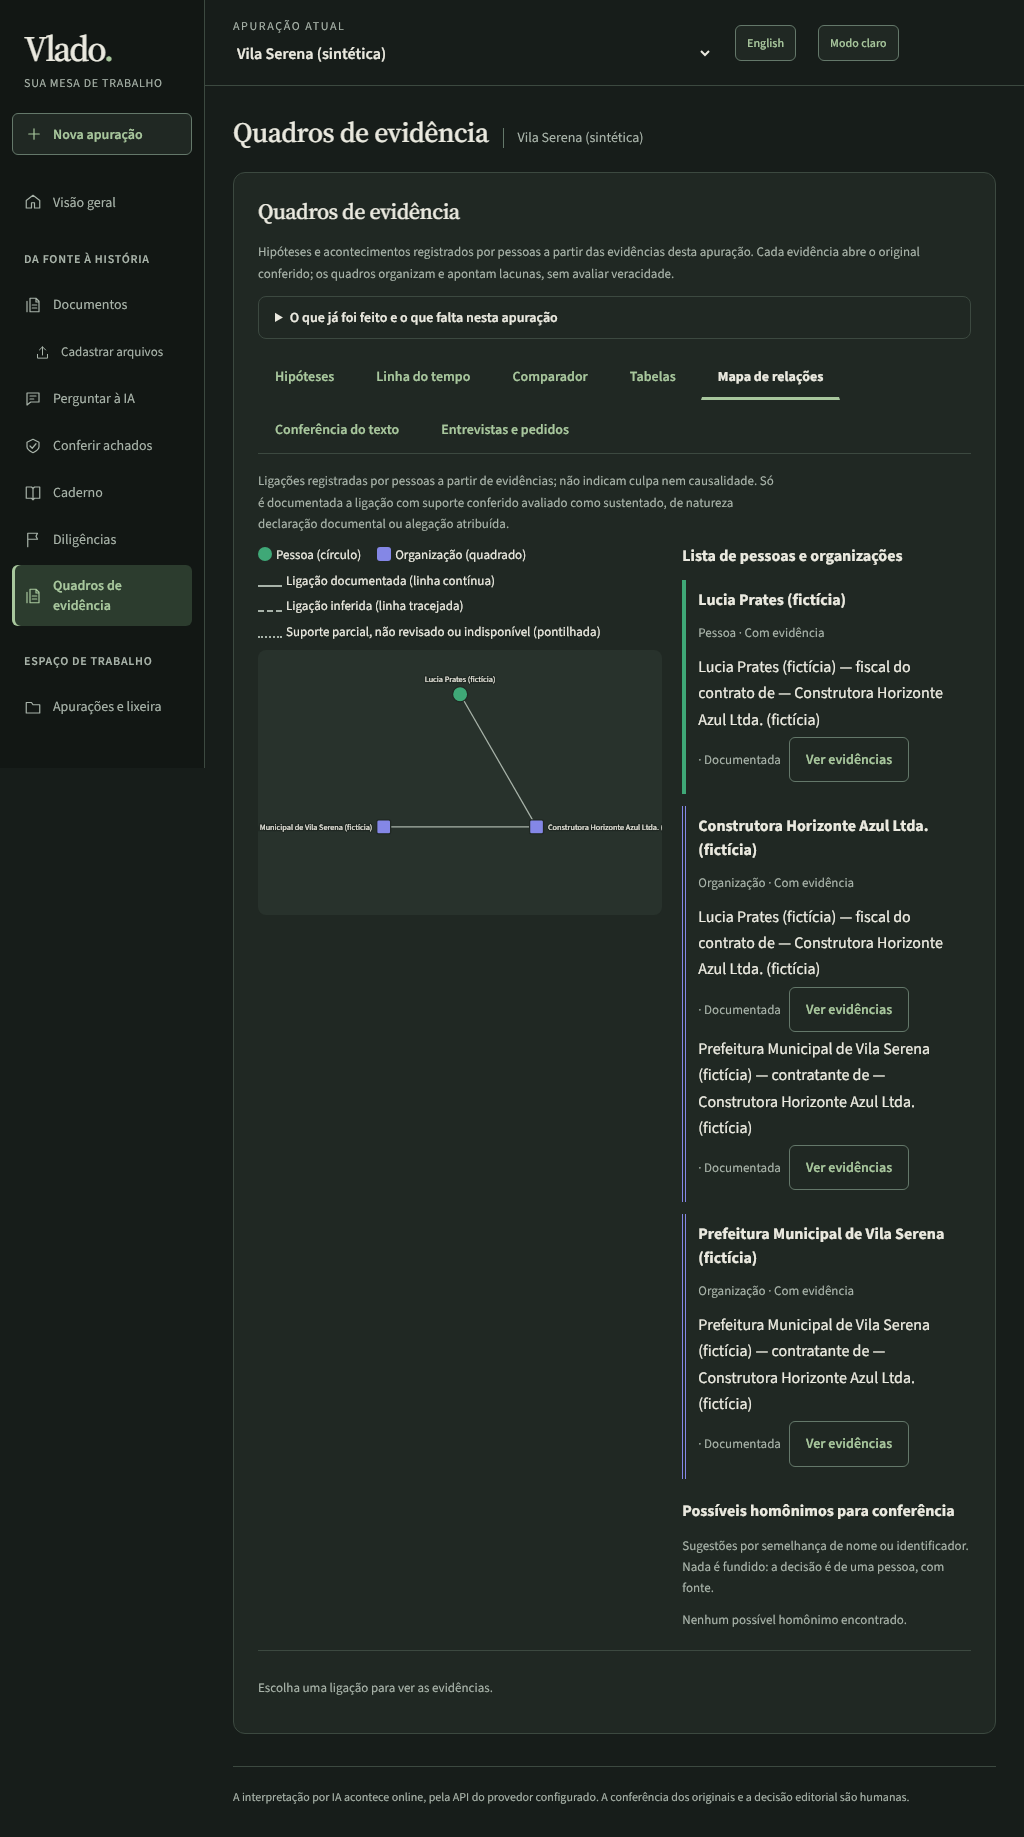 Vlado.
SUA MESA DE TRABALHO
Nova apuração
Visão geral
DA FONTE À HISTÓRIA
Documentos
Cadastrar arquivos
Perguntar à IA
Conferir achados
Caderno
Diligências
Quadros de
evidência
ESPAÇO DE TRABALHO
Apurações e lixeira
APURAÇÃO ATUAL
Vila Serena (sintética)
English
Modo claro
Quadros de evidência
Vila Serena (sintética)
Quadros de evidência
Hipóteses e acontecimentos registrados por pessoas a partir das evidências desta apuração. Cada evidência abre o original
conferido; os quadros organizam e apontam lacunas, sem avaliar veracidade.
O que já foi feito e o que falta nesta apuração
Hipóteses
Linha do tempo
Comparador
Tabelas
Mapa de relações
Conferência do texto
Entrevistas e pedidos
Ligações registradas por pessoas a partir de evidências; não indicam culpa nem causalidade. Só
é documentada a ligação com suporte conferido avaliado como sustentado, de natureza
declaração documental ou alegação atribuída.
Pessoa (círculo)
Organização (quadrado)
Ligação documentada (linha contínua)
Ligação inferida (linha tracejada)
Suporte parcial, não revisado ou indisponível (pontilhada)
Lucia Prates (fictícia)
Municipal de Vila Serena (fictícia)
Construtora Horizonte Azul Ltda.
Lista de pessoas e organizações
Lucia Prates (fictícia)
Pessoa · Com evidência
Lucia Prates (fictícia) — fiscal do
contrato de — Construtora Horizonte
Azul Ltda. (fictícia)
· Documentada
Ver evidências
Construtora Horizonte Azul Ltda.
(fictícia)
Organização · Com evidência
Lucia Prates (fictícia) — fiscal do
contrato de — Construtora Horizonte
Azul Ltda. (fictícia)
· Documentada
Ver evidências
Prefeitura Municipal de Vila Serena
(fictícia) — contratante de —
Construtora Horizonte Azul Ltda.
(fictícia)
· Documentada
Ver evidências
Prefeitura Municipal de Vila Serena
(fictícia)
Organização · Com evidência
Prefeitura Municipal de Vila Serena
(fictícia) — contratante de —
Construtora Horizonte Azul Ltda.
(fictícia)
· Documentada
Ver evidências
Possíveis homônimos para conferência
Sugestões por semelhança de nome ou identificador.
Nada é fundido: a decisão é de uma pessoa, com
fonte.
Nenhum possível homônimo encontrado.
Escolha uma ligação para ver as evidências.
A interpretação por IA acontece online, pela API do provedor configurado. A conferência dos originais e a decisão editorial são humanas.